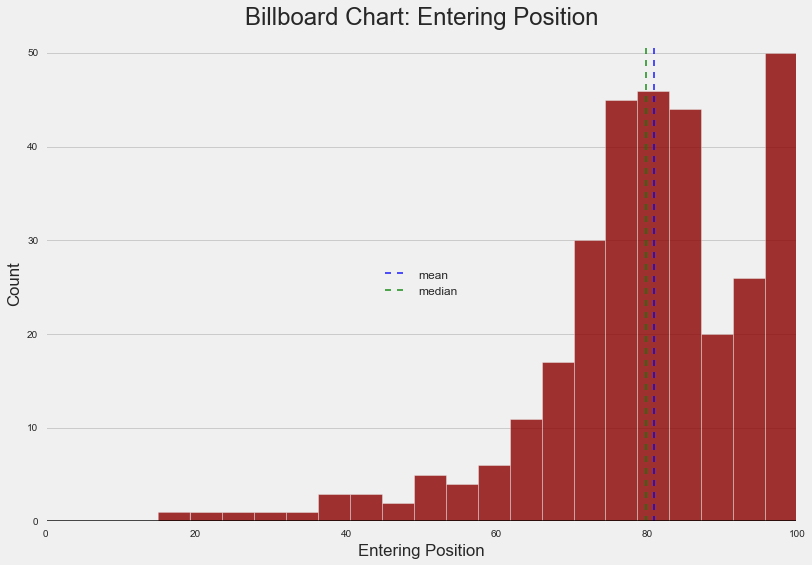 Billboard Chart: Entering Position
50
40
30
20
10
0
Count
mean
median
0 20 40 60 80 100
Entering Position